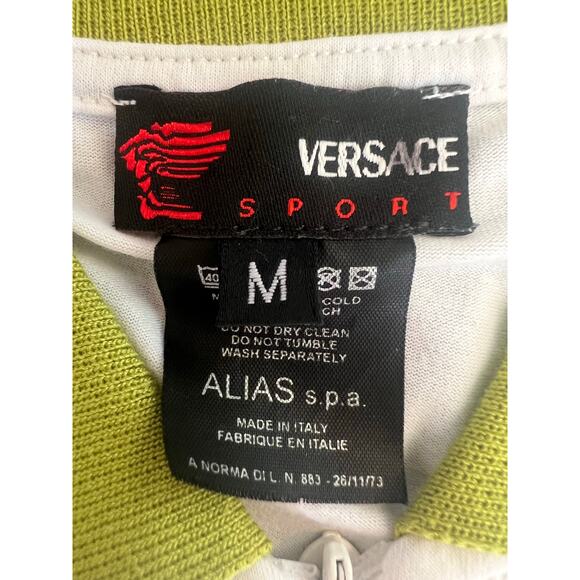 VERSACE
SPORT
M
40
COLD
DO NOT DRY CLEAN
DO NOT TUMBLE
WASH SEPARATELY
ALIAS s.p.a.
MADE IN ITALY
FABRIQUE EN ITALIE
A NORMA DI L. N. 883 - 26/11/73